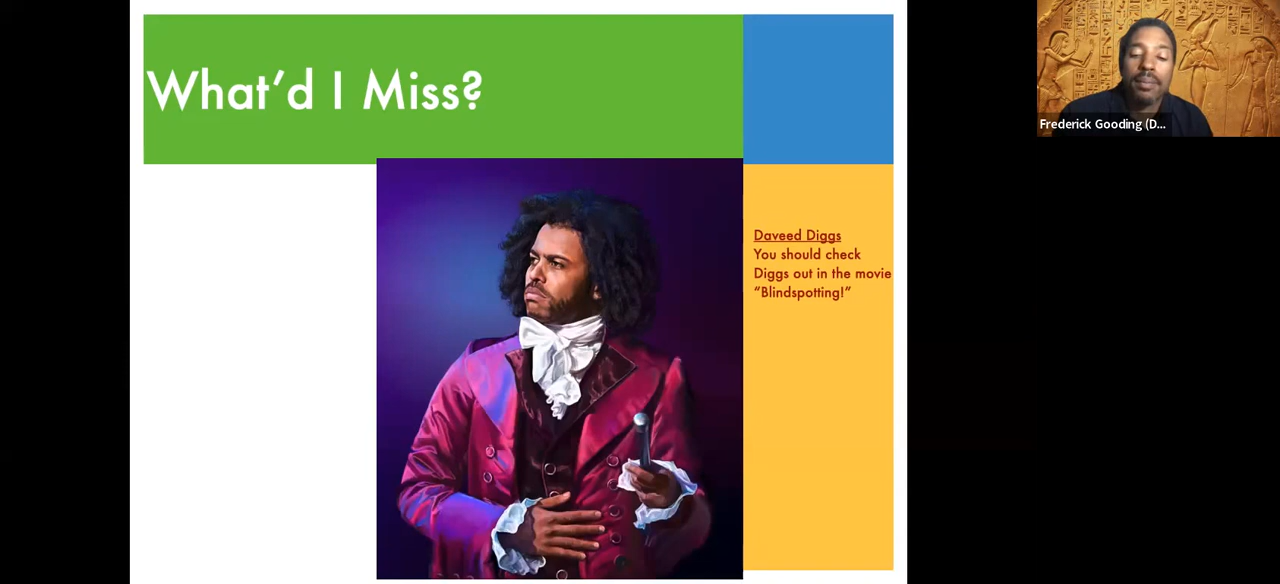 What’d I Miss?
Daveed Diggs
You should check
Diggs out in the movie
“Blindspotting!”
Frederick Gooding (D...